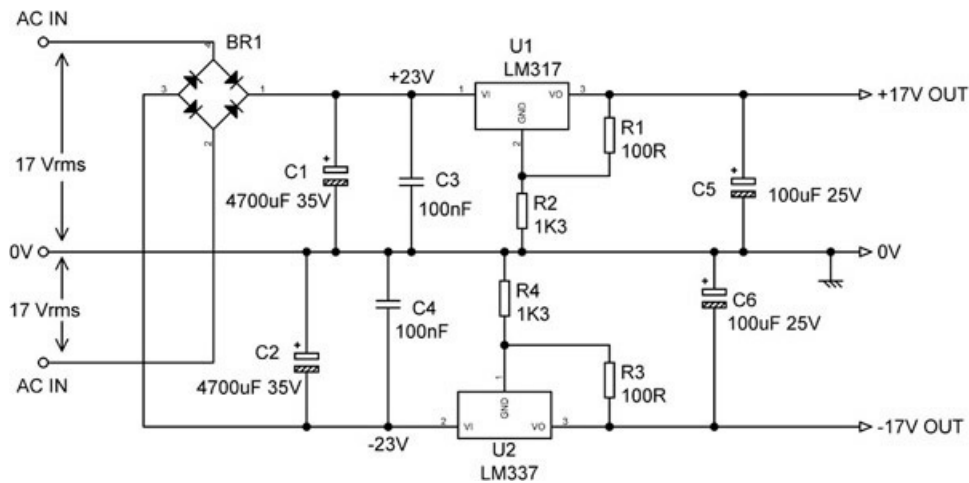 AC IN
4
BR1
3
1
2
17 Vrms
+23V
U1
LM317
1
VI
VO
3
GND
2
R1
100R
+17V OUT
C1
4700uF 35V
+
C3
100nF
R2
1K3
C5
+
100uF 25V
0V
0V
17 Vrms
AC IN
C2
4700uF 35V
+
C4
100nF
R4
1K3
C6
+
100uF 25V
R3
100R
1
GND
2
VI
VO
3
-23V
U2
LM337
-17V OUT